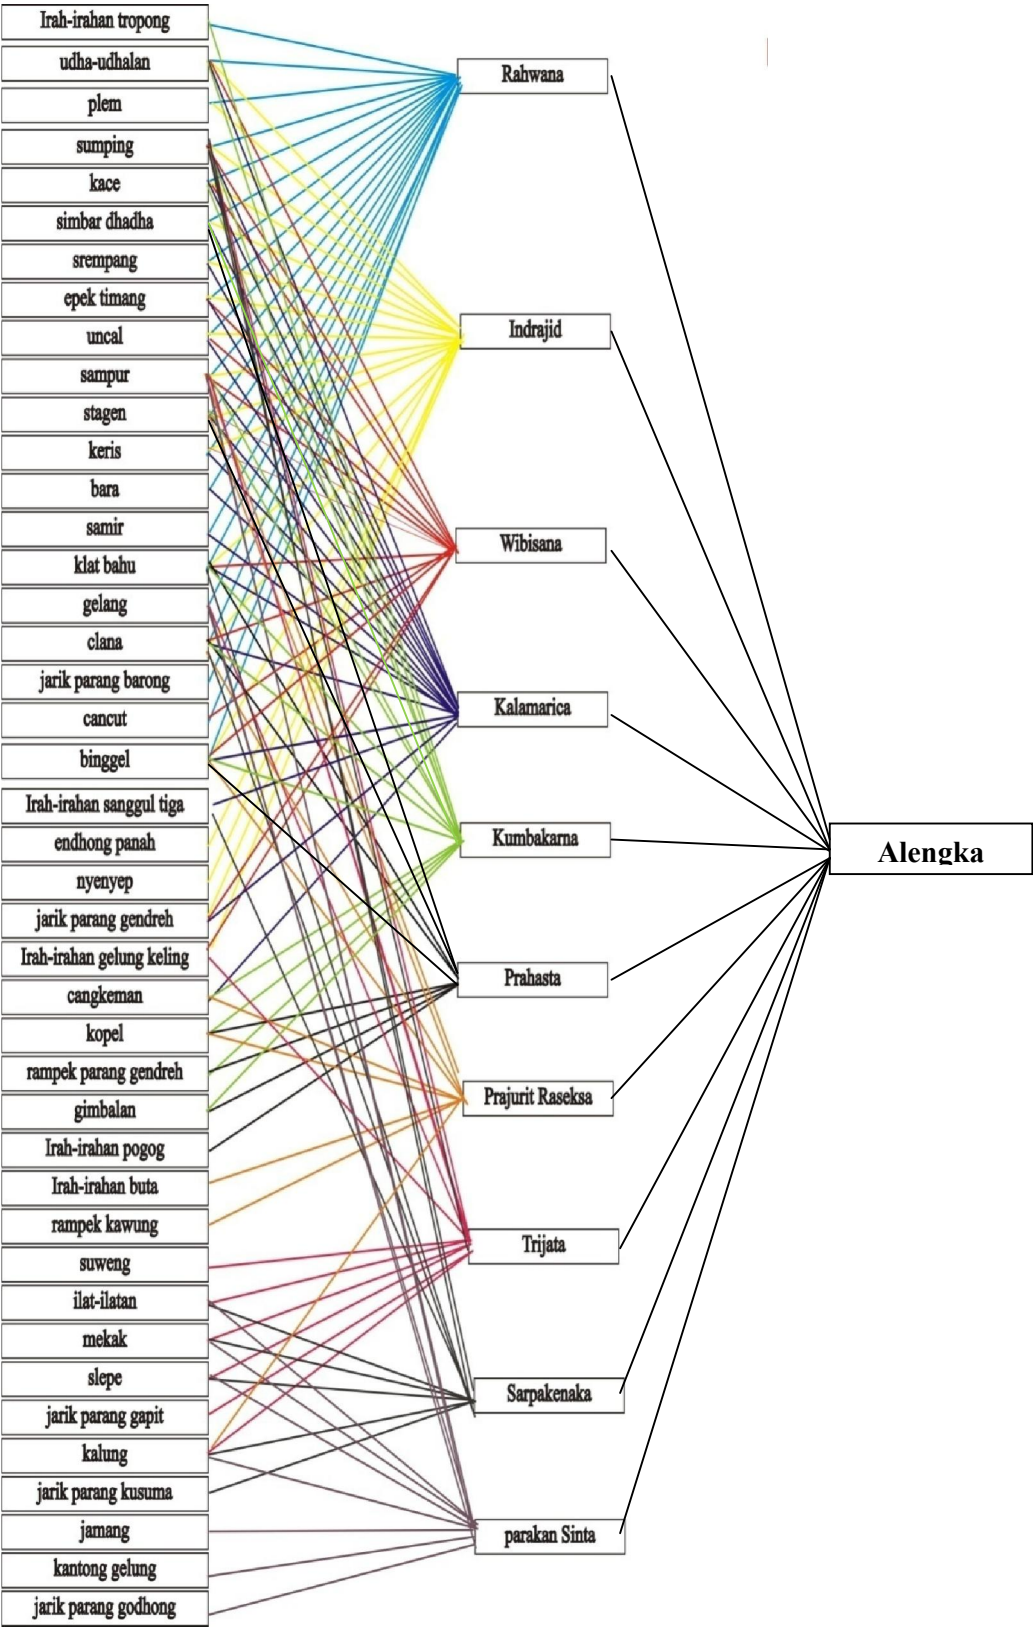 Irah-irahan tropong
udha-udhalan
plem
sumping
kace
simbar dhadha
srempang
epek timang
uncal
sampur
stagen
keris
bara
samir
klat bahu
gelang
clana
jarik parang barong
cancut
binggel
Irah-irahan sanggul tiga
endhong panah
nyenyep
jarik parang gendreh
Irah-irahan gelung keling
cangkeman
kopel
rampek parang gendreh
gimbalan
Irah-irahan pogog
Irah-irahan buta
rampek kawung
suweng
ilat-ilatan
mekak
slepe
jarik parang gapit
kalung
jarik parang kusuma
jamang
kantong gelung
jarik parang godhong
Rahwana
Indrajid
Wibisana
Kalamarica
Kumbakarna
Prahasta
Prajurit Raseksa
Trijata
Sarpakenaka
parakan Sinta
Alengka